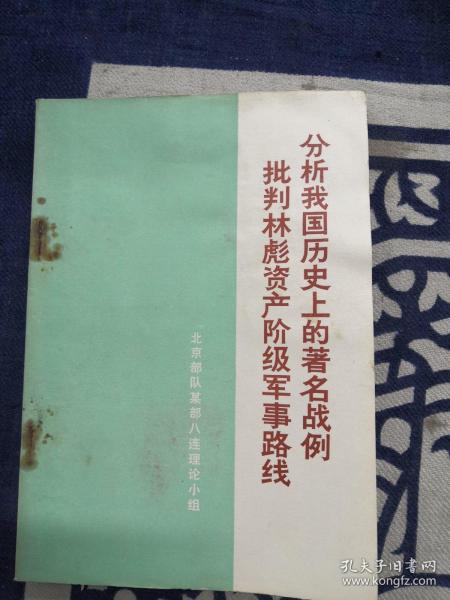 分析我国历史上的著名战例
批判林彪资产阶级军事路线
北京部队某部八连理论小组
孔夫子旧书网
www.kongfz.com